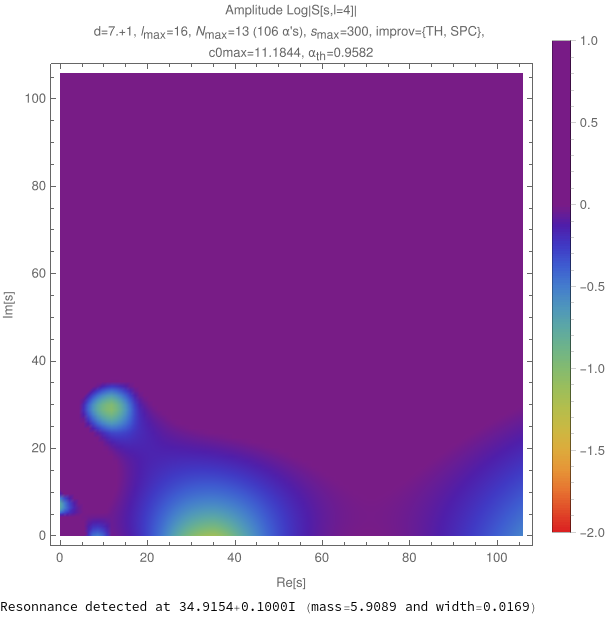 Amplitude Log|S[s,l=4]|
d=7.+1, lmax=16, Nmax=13 (106 α's), smax=300, improv={TH, SPC},
c0max=11.1844, αth=0.9582
1.0
0.5
0.
−0.5
−1.0
−1.5
−2.0
100
80
60
40
20
0
Im[s]
0 20 40 60 80 100
Re[s]
Resonnance detected at 34.9154+0.1000I (mass=5.9089 and width=0.0169)